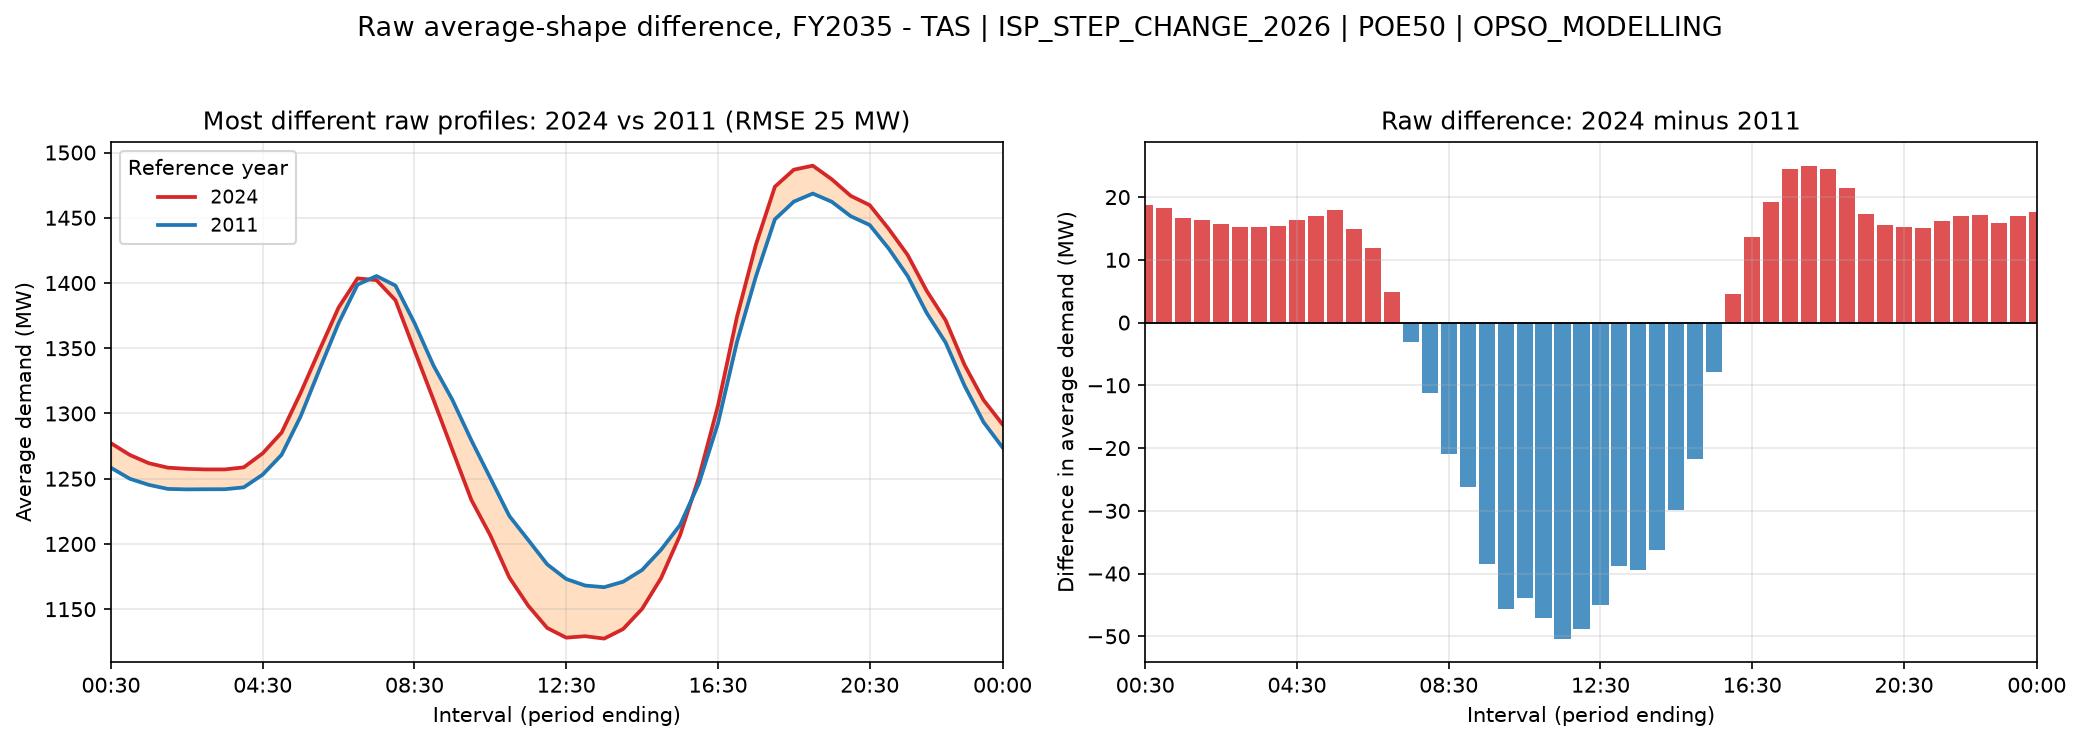 Raw average-shape difference, FY2035 - TAS | ISP_STEP_CHANGE_2026 | POE50 | OPSO_MODELLING
Most different raw profiles: 2024 vs 2011 (RMSE 25 MW)
Average demand (MW)
1500
1450
1400
1350
1300
1250
1200
1150
Reference year
2024
2011
00:30 04:30 08:30 12:30 16:30 20:30 00:00
Interval (period ending)
Raw difference: 2024 minus 2011
Difference in average demand (MW)
20
10
0
−10
−20
−30
−40
−50
00:30 04:30 08:30 12:30 16:30 20:30 00:00
Interval (period ending)